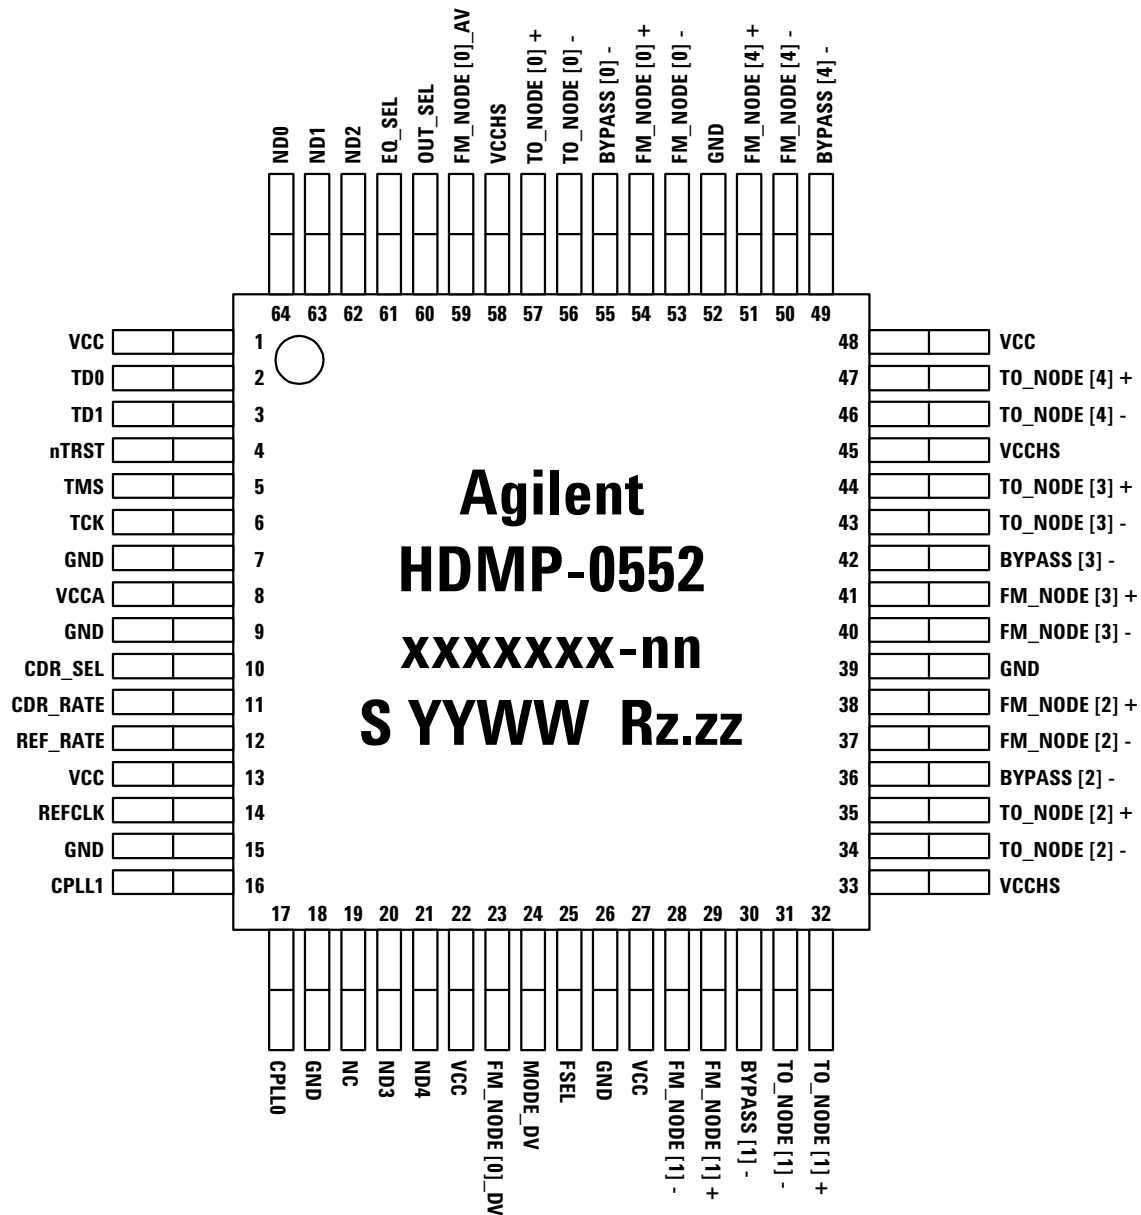 ND0
ND1
ND2
EQ_SEL
OUT_SEL
FM_NODE [0]_AV
VCCHS
TO_NODE [0] +
TO_NODE [0] -
BYPASS [0] -
FM_NODE [0] +
FM_NODE [0] -
GND
FM_NODE [4] +
FM_NODE [4] -
BYPASS [4] -
64 63 62 61 60 59 58 57 56 55 54 53 52 51 50 49
VCC 1
TD0 2
TD1 3
nTRST 4
TMS 5
TCK 6
GND 7
VCCA 8
GND 9
CDR_SEL 10
CDR_RATE 11
REF_RATE 12
VCC 13
REFCLK 14
GND 15
CPLL1 16
Agilent
HDMP-0552
xxxxxxx-nn
S YYWW Rz.zz
48 VCC
47 TO_NODE [4] +
46 TO_NODE [4] -
45 VCCHS
44 TO_NODE [3] +
43 TO_NODE [3] -
42 BYPASS [3] -
41 FM_NODE [3] +
40 FM_NODE [3] -
39 GND
38 FM_NODE [2] +
37 FM_NODE [2] -
36 BYPASS [2] -
35 TO_NODE [2] +
34 TO_NODE [2] -
33 VCCHS
17 18 19 20 21 22 23 24 25 26 27 28 29 30 31 32
CPLL0
GND
NC
ND3
ND4
VCC
FM_NODE [0]_DV
MODE_DV
FSEL
GND
VCC
FM_NODE [1] -
FM_NODE [1] +
BYPASS [1] -
TO_NODE [1] -
TO_NODE [1] +